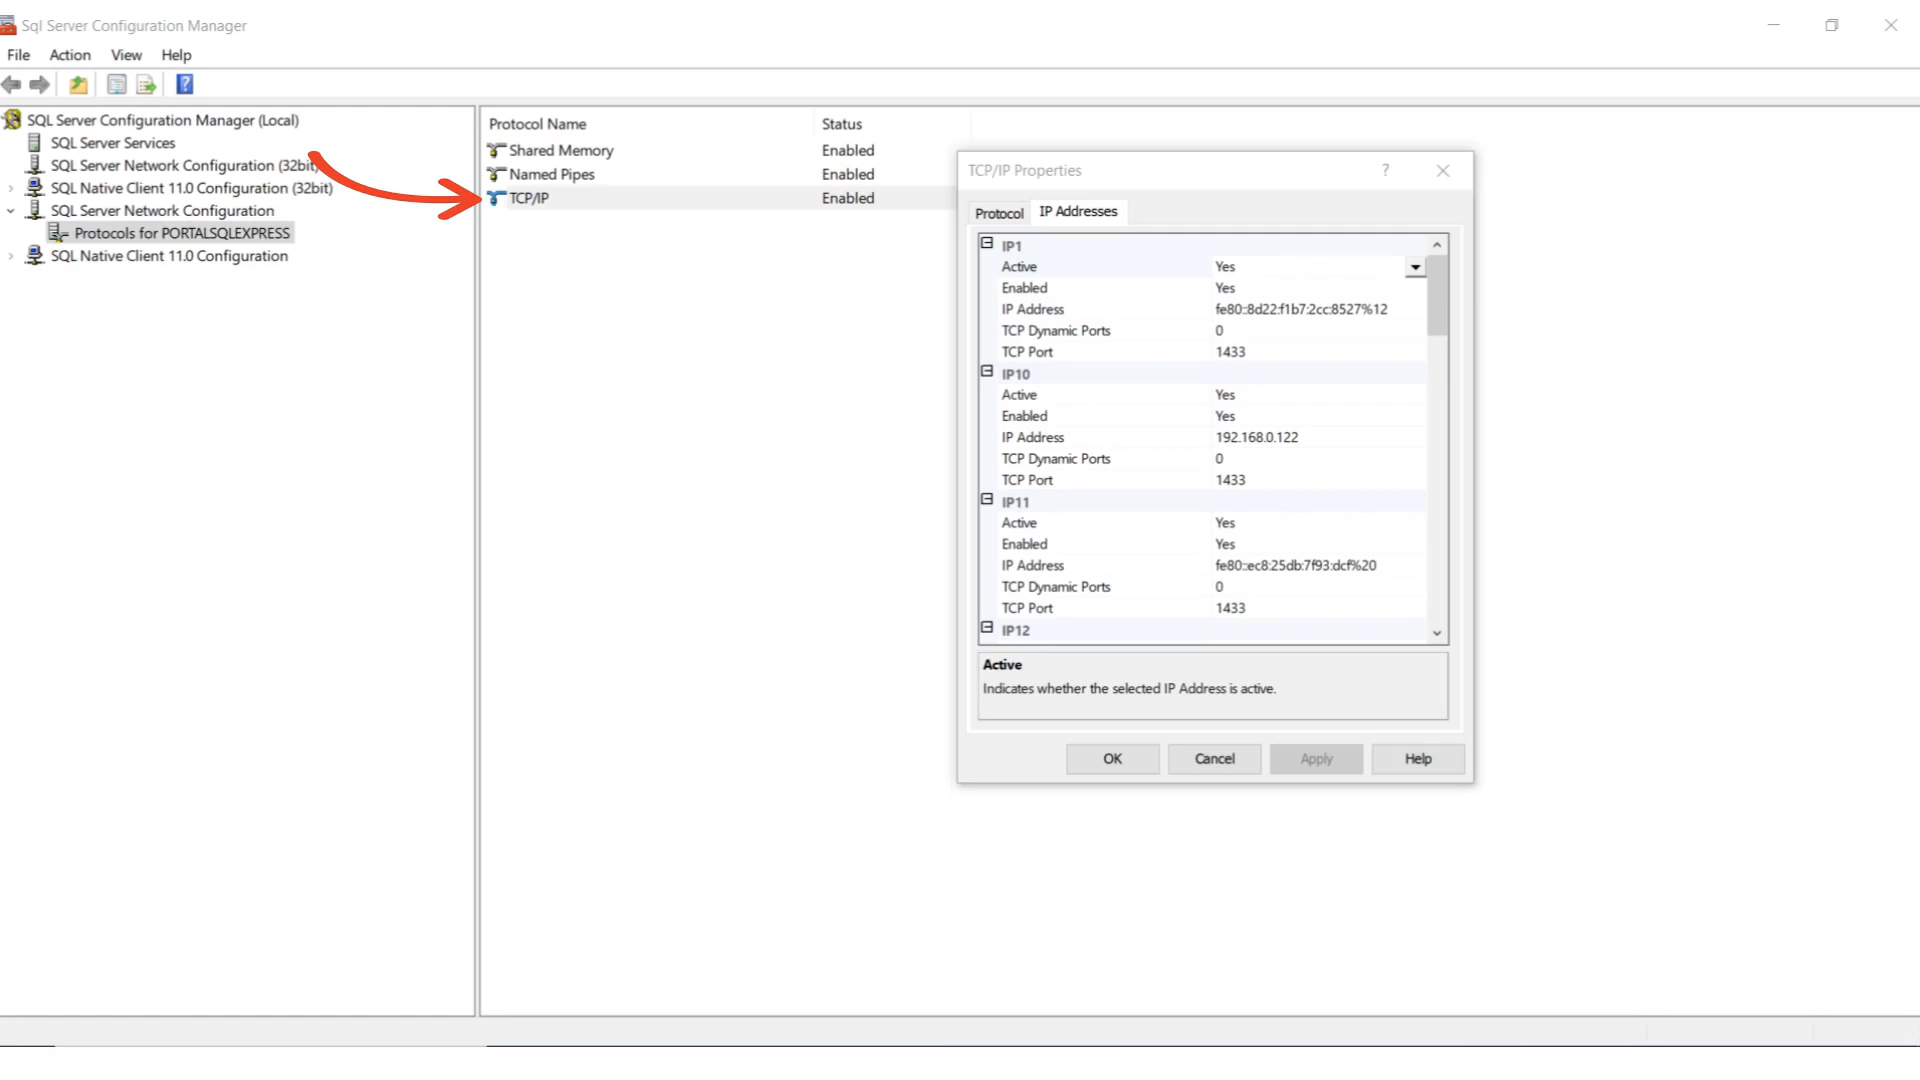 Sql Server Configuration Manager
File Action View Help
SQL Server Configuration Manager (Local)
SQL Server Services
SQL Server Network Configuration (32bit)
SQL Native Client 11.0 Configuration (32bit)
SQL Server Network Configuration
Protocols for PORTALSQLEXPRESS
SQL Native Client 11.0 Configuration
Protocol Name Status
Shared Memory Enabled
Named Pipes Enabled
TCP/IP Enabled
TCP/IP Properties
Protocol IP Addresses
IP1
Active Yes
Enabled Yes
IP Address fe80::8d22:f1b7:2cc:8527%12
TCP Dynamic Ports 0
TCP Port 1433
IP10
Active Yes
Enabled Yes
IP Address 192.168.0.122
TCP Dynamic Ports 0
TCP Port 1433
IP11
Active Yes
Enabled Yes
IP Address fe80::ec8:25db:7f93:dcf%20
TCP Dynamic Ports 0
TCP Port 1433
IP12
Active
Indicates whether the selected IP Address is active.
OK Cancel Apply Help